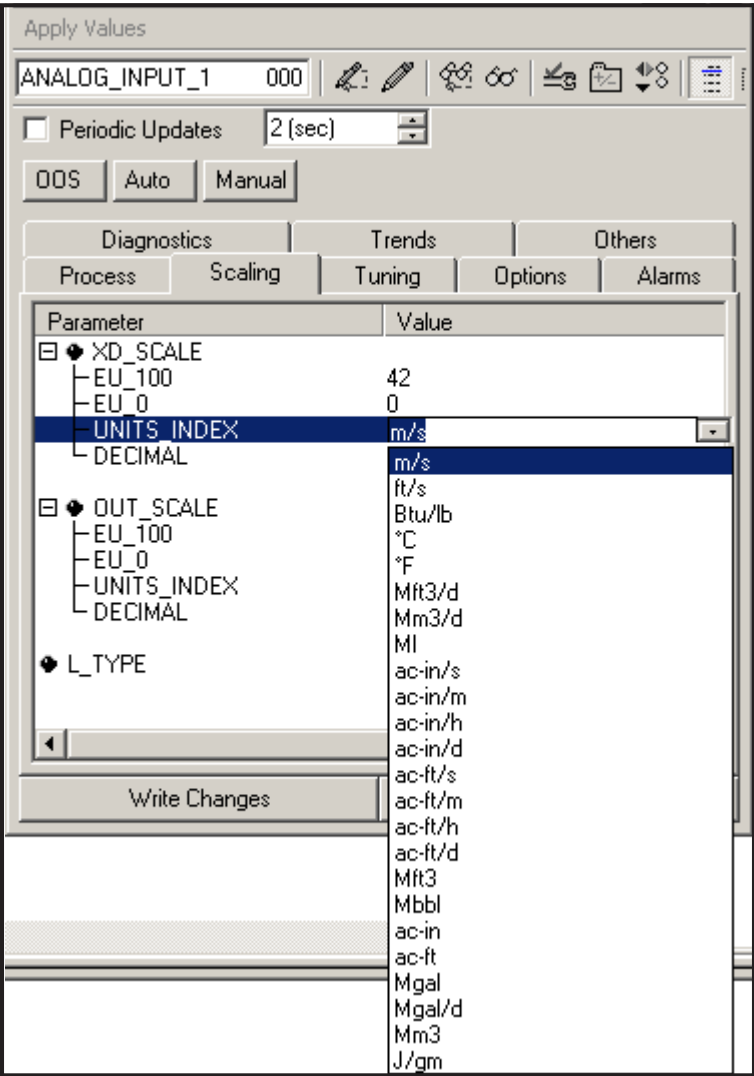 Apply Values
ANALOG_INPUT_1 000
Periodic Updates 2 (sec)
OOS Auto Manual
Diagnostics Trends Others
Process Scaling Tuning Options Alarms
Parameter Value
XD_SCALE
EU_100 42
EU_0 0
UNITS_INDEX m/s
DECIMAL
OUT_SCALE
EU_100
EU_0
UNITS_INDEX
DECIMAL
L_TYPE
m/s
ft/s
Btu/lb
°C
°F
Mft3/d
Mm3/d
Ml
ac-in/s
ac-in/m
ac-in/h
ac-in/d
ac-ft/s
ac-ft/m
ac-ft/h
ac-ft/d
Mft3
Mbbl
ac-in
ac-ft
Mgal
Mgal/d
Mm3
J/gm
Write Changes